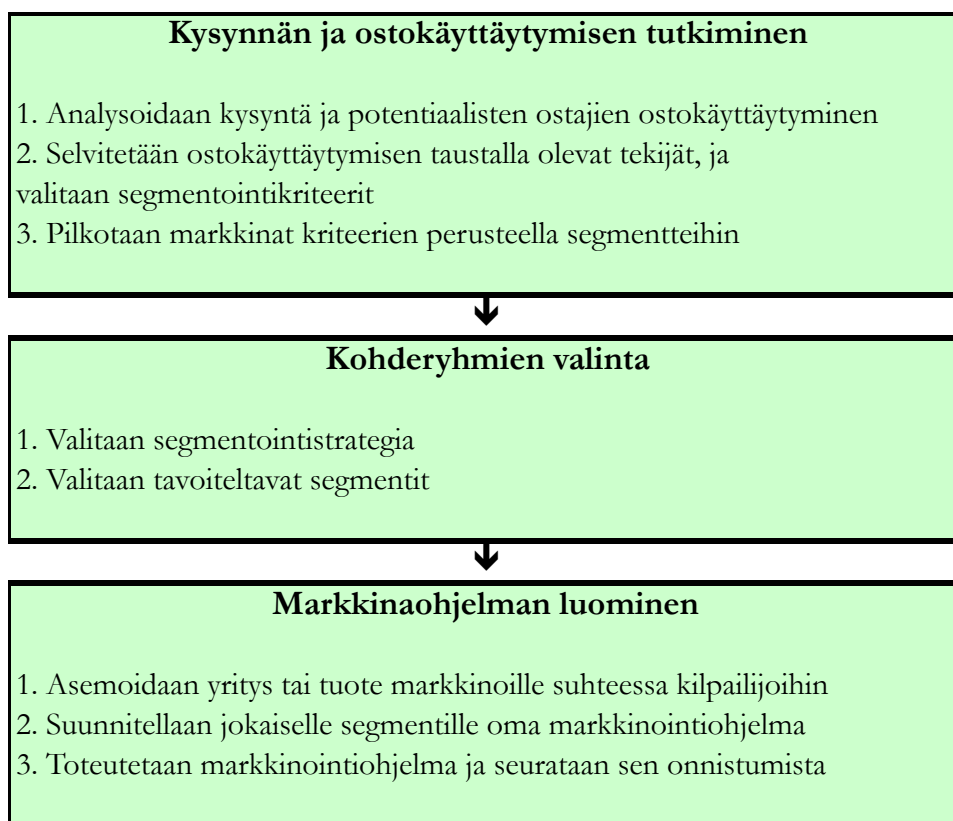 Kysynnän ja ostokäyttäytymisen tutkiminen
1. Analysoidaan kysyntä ja potentiaalisten ostajien ostokäyttäytyminen
2. Selvitetään ostokäyttäytymisen taustalla olevat tekijät, ja
valitaan segmentointikriteerit
3. Pilkotaan markkinat kriteerien perusteella segmentteihin
Kohderyhmien valinta
1. Valitaan segmentointistrategia
2. Valitaan tavoiteltavat segmentit
Markkinaohjelman luominen
1. Asemoidaan yritys tai tuote markkinoille suhteessa kilpailijoihin
2. Suunnitellaan jokaiselle segmentille oma markkinointiohjelma
3. Toteutetaan markkinointiohjelma ja seurataan sen onnistumista